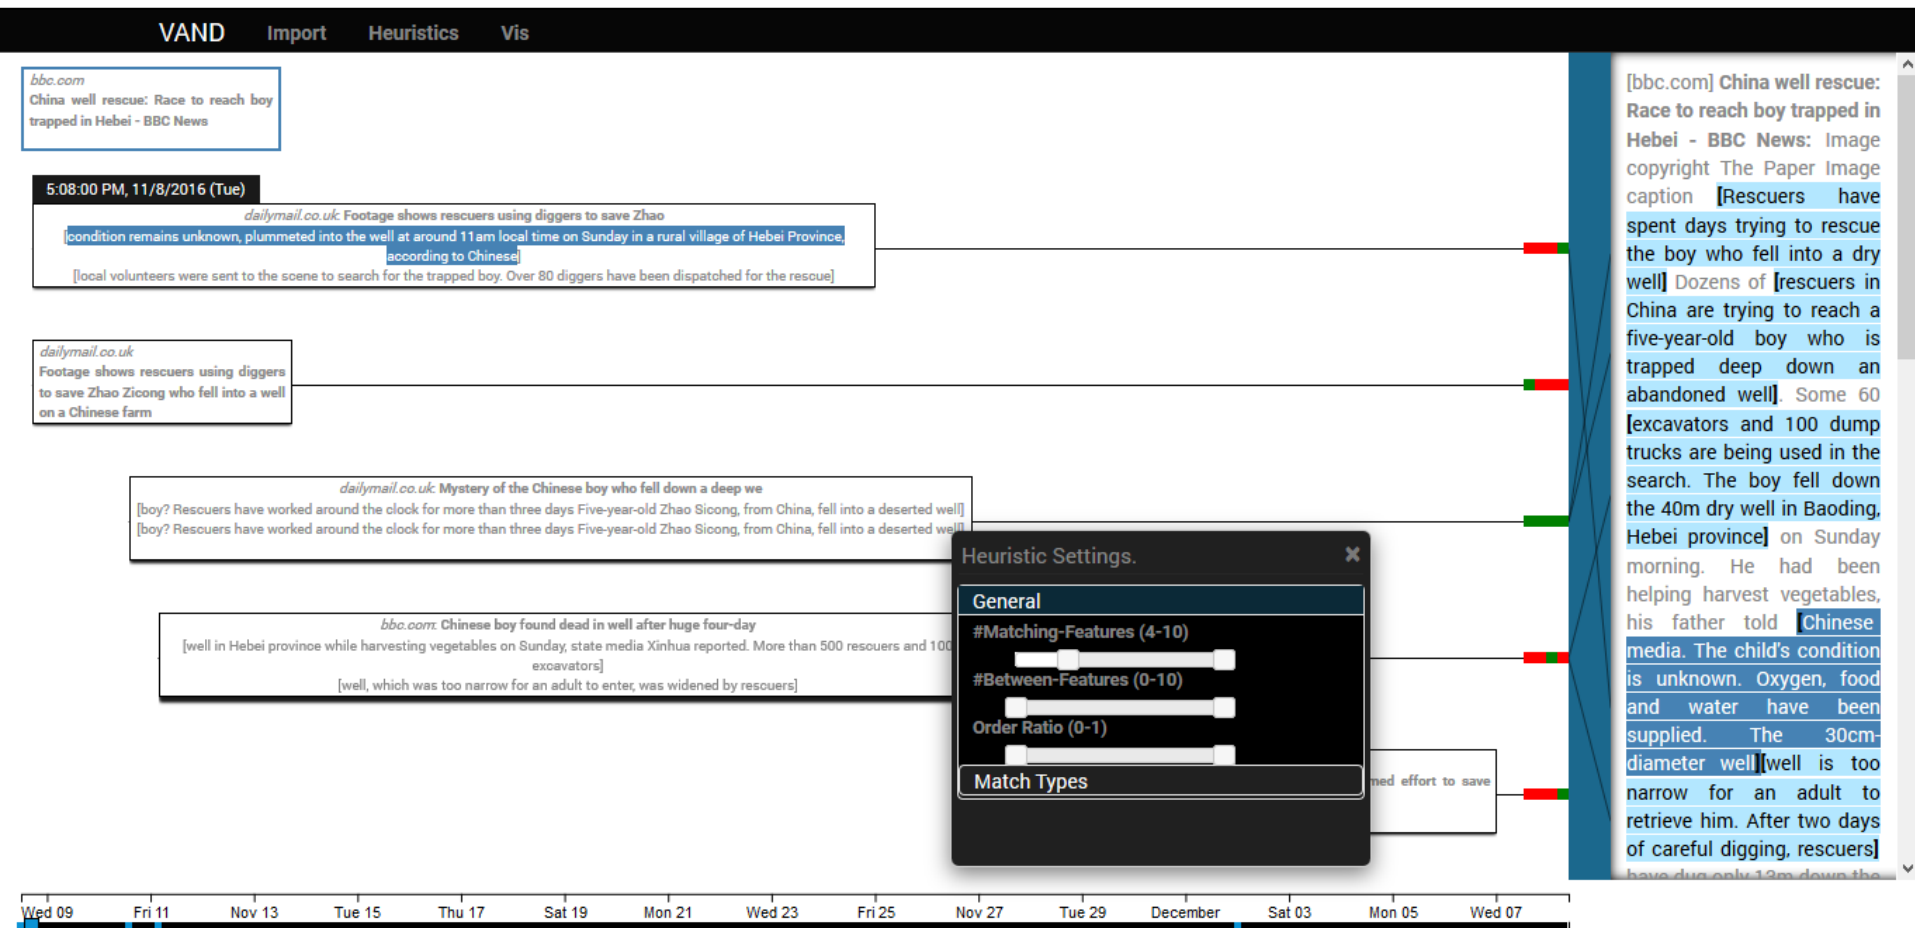 VAND Import Heuristics Vis
bbc.com
China well rescue: Race to reach boy
trapped in Hebei - BBC News
5:08:00 PM, 11/8/2016 (Tue)
dailymail.co.uk: Footage shows rescuers using diggers to save Zhao
[condition remains unknown, plummeted into the well at around 11am local time on Sunday in a rural village of Hebei Province,
according to Chinese]
[local volunteers were sent to the scene to search for the trapped boy. Over 80 diggers have been dispatched for the rescue]
dailymail.co.uk
Footage shows rescuers using diggers
to save Zhao Zicong who fell into a well
on a Chinese farm
dailymail.co.uk: Mystery of the Chinese boy who fell down a deep we
[boy? Rescuers have worked around the clock for more than three days Five-year-old Zhao Sicong, from China, fell into a deserted well]
[boy? Rescuers have worked around the clock for more than three days Five-year-old Zhao Sicong, from China, fell into a deserted well]
bbc.com: Chinese boy found dead in well after huge four-day
[well in Hebei province while harvesting vegetables on Sunday, state media Xinhua reported. More than 500 rescuers and 100
excavators]
[well, which was too narrow for an adult to enter, was widened by rescuers]
Heuristic Settings. ×
General
#Matching-Features (4-10)
#Between-Features (0-10)
Order Ratio (0-1)
Match Types
effort to save
[bbc.com] China well rescue:
Race to reach boy trapped in
Hebei - BBC News: Image
copyright The Paper Image
caption [Rescuers have
spent days trying to rescue
the boy who fell into a dry
well] Dozens of [rescuers in
China are trying to reach a
five-year-old boy who is
trapped deep down an
abandoned well]. Some 60
[excavators and 100 dump
trucks are being used in the
search. The boy fell down
the 40m dry well in Baoding,
Hebei province] on Sunday
morning. He had been
helping harvest vegetables,
his father told [Chinese
media. The child's condition
is unknown. Oxygen, food
and water have been
supplied. The 30cm-
diameter well][well is too
narrow for an adult to
retrieve him. After two days
of careful digging, rescuers]
have dug only 13m down the
Wed 09 Fri 11 Nov 13 Tue 15 Thu 17 Sat 19 Mon 21 Wed 23 Fri 25 Nov 27 Tue 29 December Sat 03 Mon 05 Wed 07